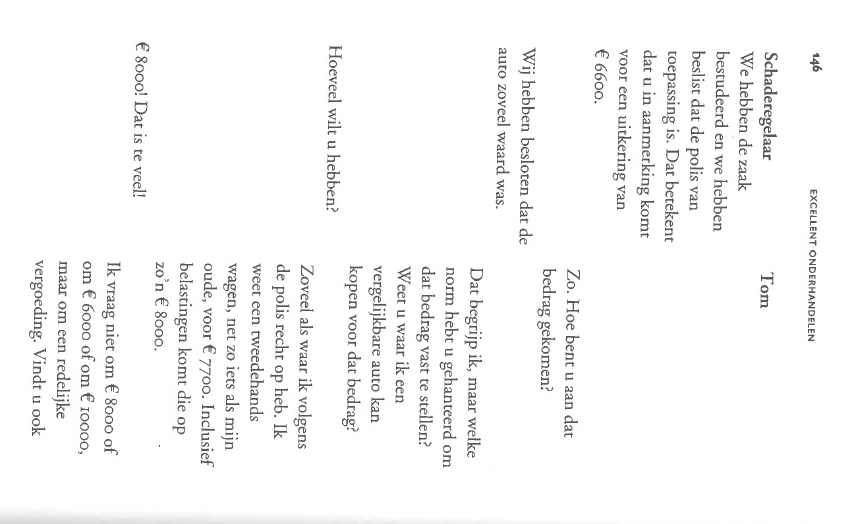 146
EXCELLENT ONDERHANDELEN
Schaderegelaar
Tom
We hebben de zaak
bestudeerd en we hebben
beslist dat de polis van
toepassing is. Dat betekent
dat u in aanmerking komt
voor een uitkering van
€ 6600.
Zo. Hoe bent u aan dat
bedrag gekomen?
Wij hebben besloten dat de
auto zoveel waard was.
Dat begrijp ik, maar welke
norm hebt u gehanteerd om
dat bedrag vast te stellen?
Weet u waar ik een
vergelijkbare auto kan
kopen voor dat bedrag?
Hoeveel wilt u hebben?
Zoveel als waar ik volgens
de polis recht op heb. Ik
weet een tweedehands
wagen, net zo iets als mijn
oude, voor € 7700. Inclusief
belastingen komt die op
zo’n € 8000.
€ 8000! Dat is te veel!
Ik vraag niet om € 8000 of
om € 6000 of om € 10000,
maar om een redelijke
vergoeding. Vindt u ook